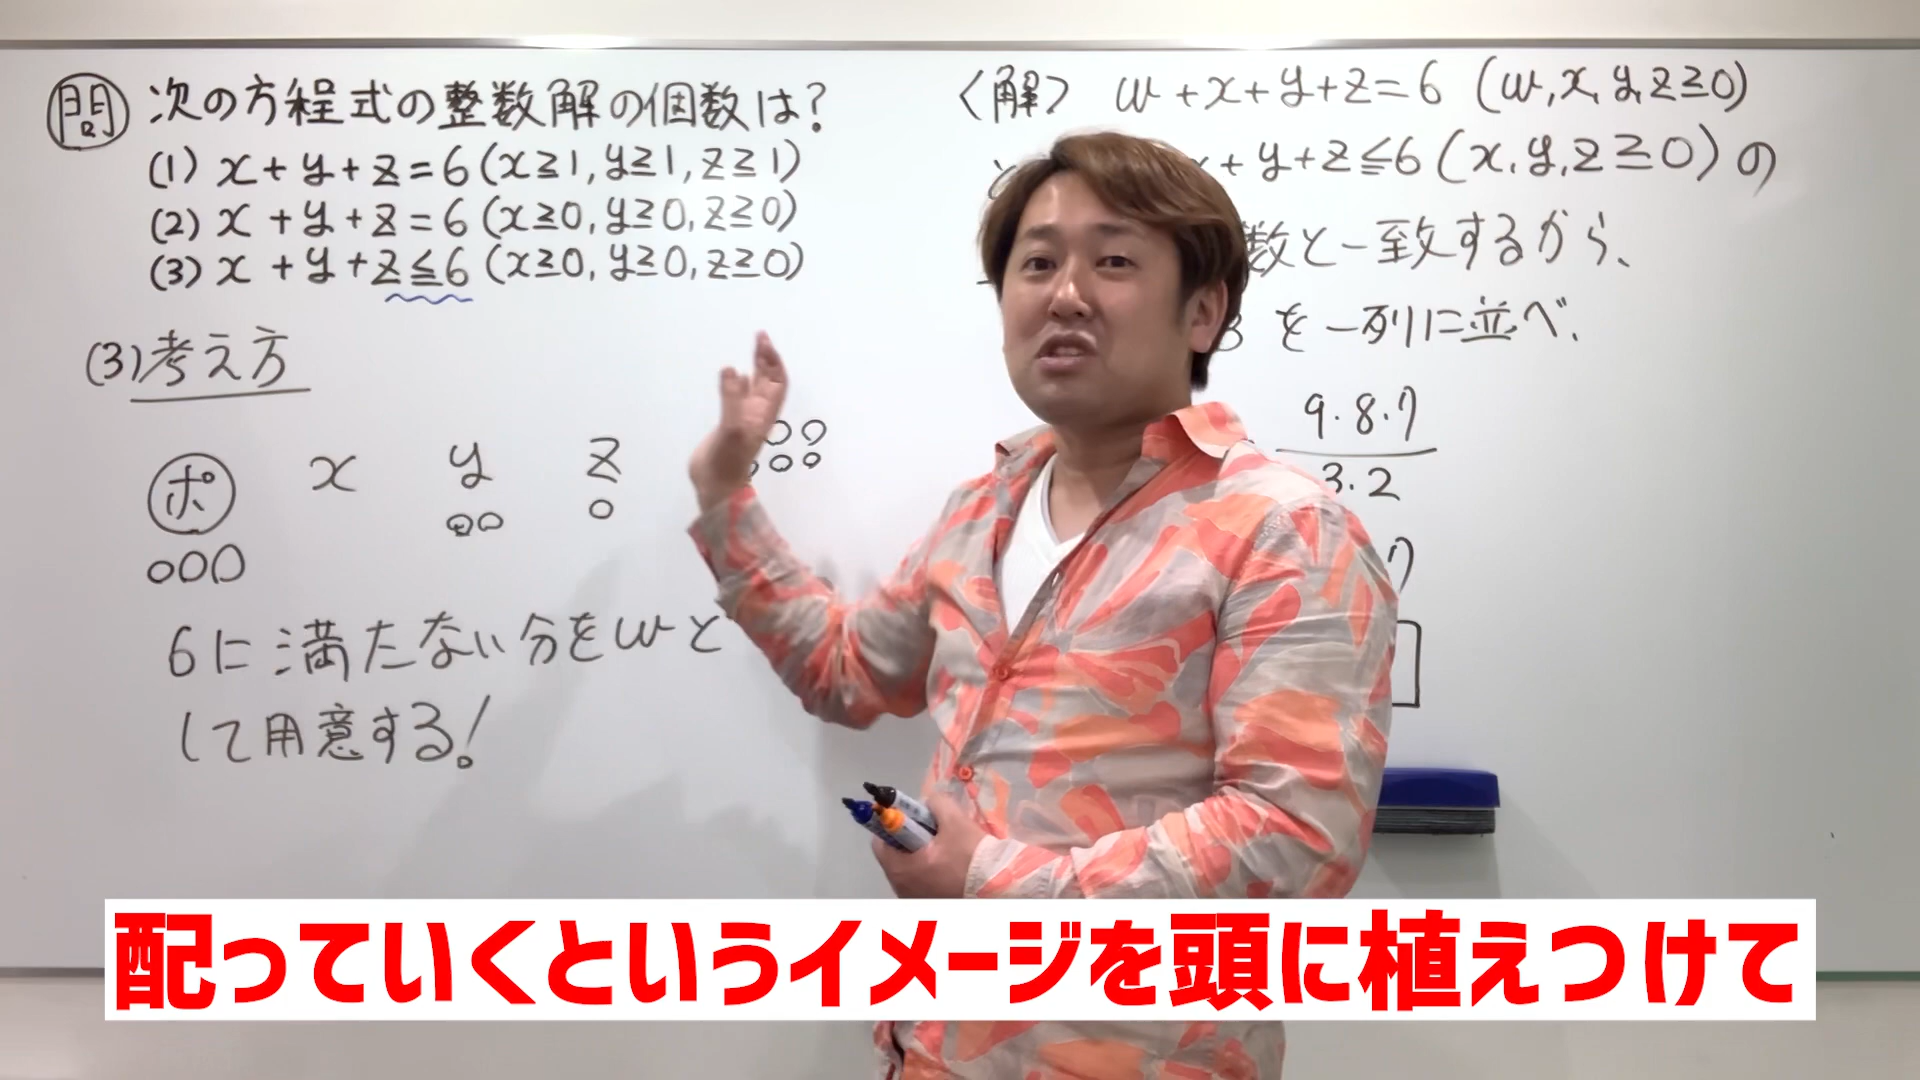 問 次の方程式の整数解の個数は?
(1) x+y+z=6(x≧1,y≧1,z≧1)
(2) x+y+z=6(x≧0,y≧0,z≧0)
(3) x+y+z≦6(x≧0,y≧0,z≧0)
(3)考え方
ポ x y z
6に満たない分をwと
して用意する!
<解> w+x+y+z=6 (w,x,y,z≧0)
+y+z≦6(x,y,z≧0)の
数と一致するから、
3を一列に並べ、
9・8・7
3・2
7
配っていくというイメージを頭に植えつけて